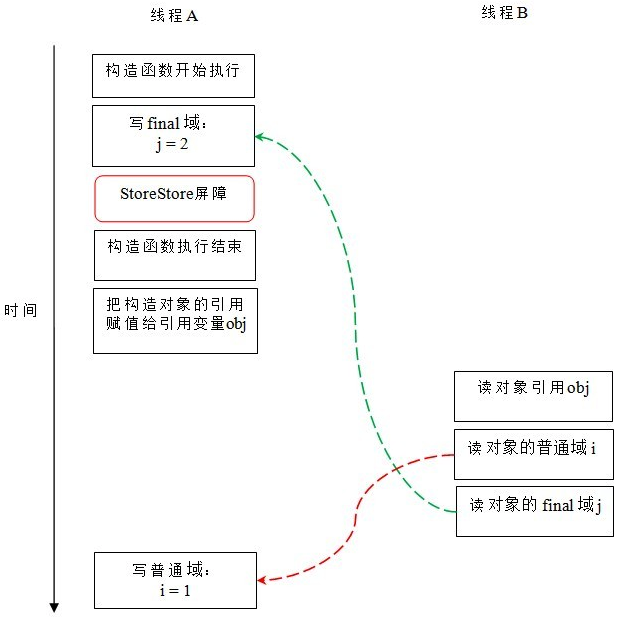 线程A
线程B
构造函数开始执行
写final域：
j = 2
StoreStore屏障
构造函数执行结束
把构造对象的引用
赋值给引用变量obj
时间
读对象引用obj
读对象的普通域 i
读对象的 final 域 j
写普通域：
i = 1